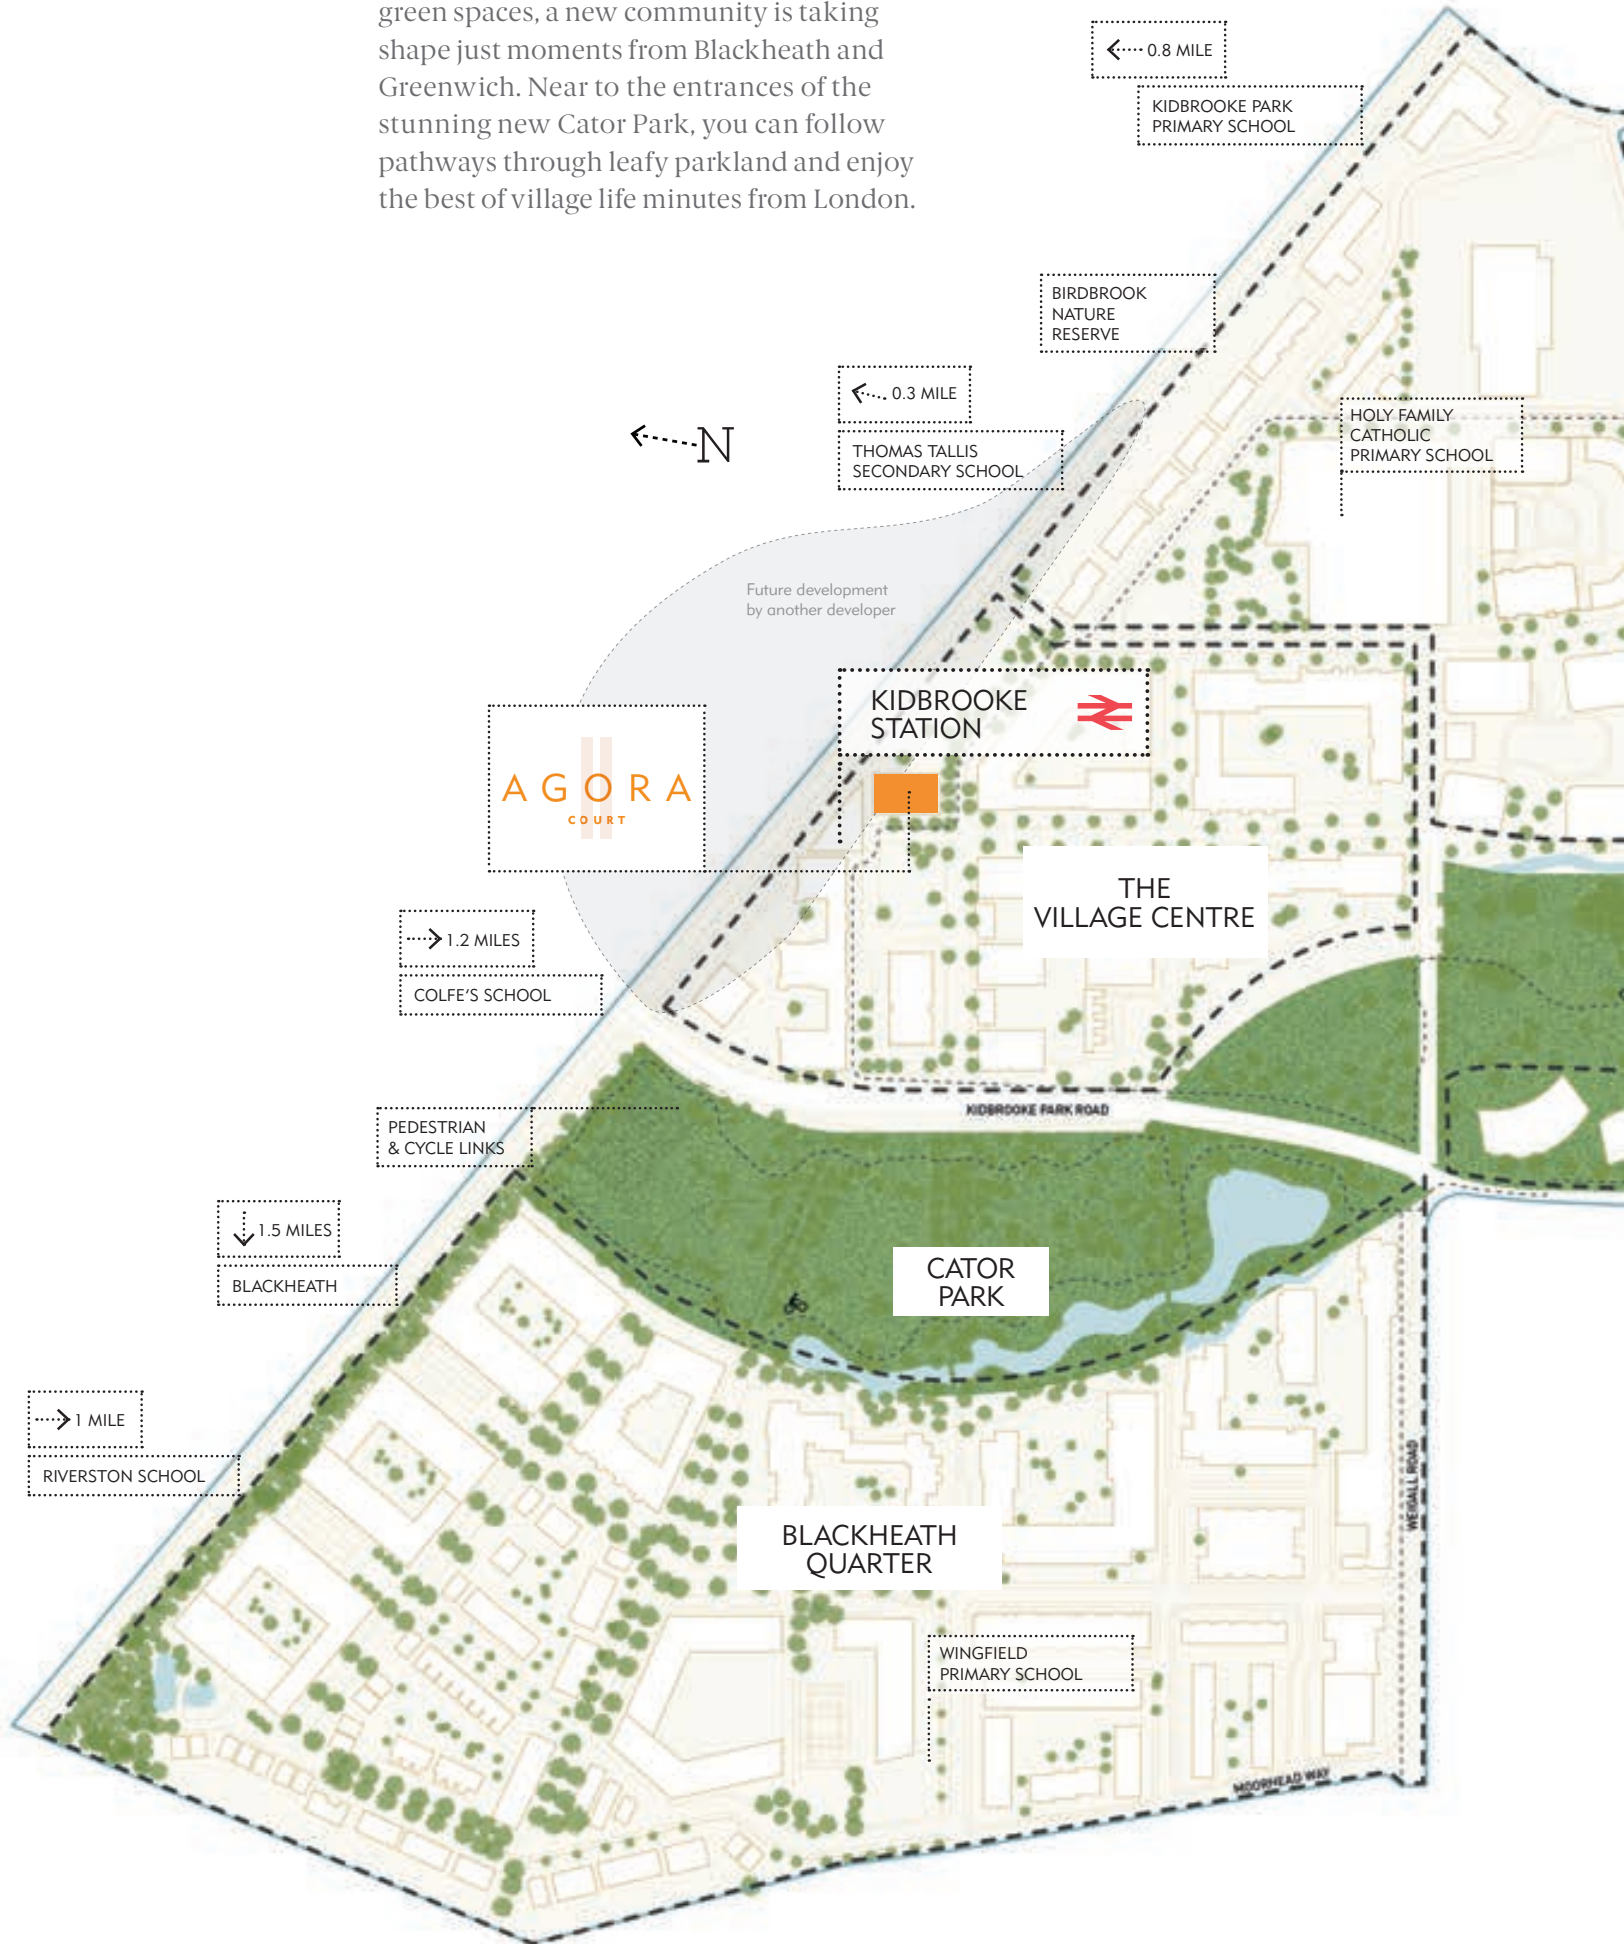 green spaces, a new community is taking
shape just moments from Blackheath and
Greenwich. Near to the entrances of the
stunning new Cator Park, you can follow
pathways through leafy parkland and enjoy
the best of village life minutes from London.
0.8 MILE
KIDBROOKE PARK
PRIMARY SCHOOL
BIRDBROOK
NATURE
RESERVE
0.3 MILE
THOMAS TALLIS
SECONDARY SCHOOL
N
HOLY FAMILY
CATHOLIC
PRIMARY SCHOOL
Future development
by another developer
KIDBROOKE
STATION
AGORA
COURT
THE
VILLAGE CENTRE
1.2 MILES
COLFE'S SCHOOL
KIDBROOKE PARK ROAD
PEDESTRIAN
& CYCLE LINKS
1.5 MILES
BLACKHEATH
CATOR
PARK
1 MILE
RIVERSTON SCHOOL
WEIGALL ROAD
BLACKHEATH
QUARTER
WINGFIELD
PRIMARY SCHOOL
MOORHEAD WAY